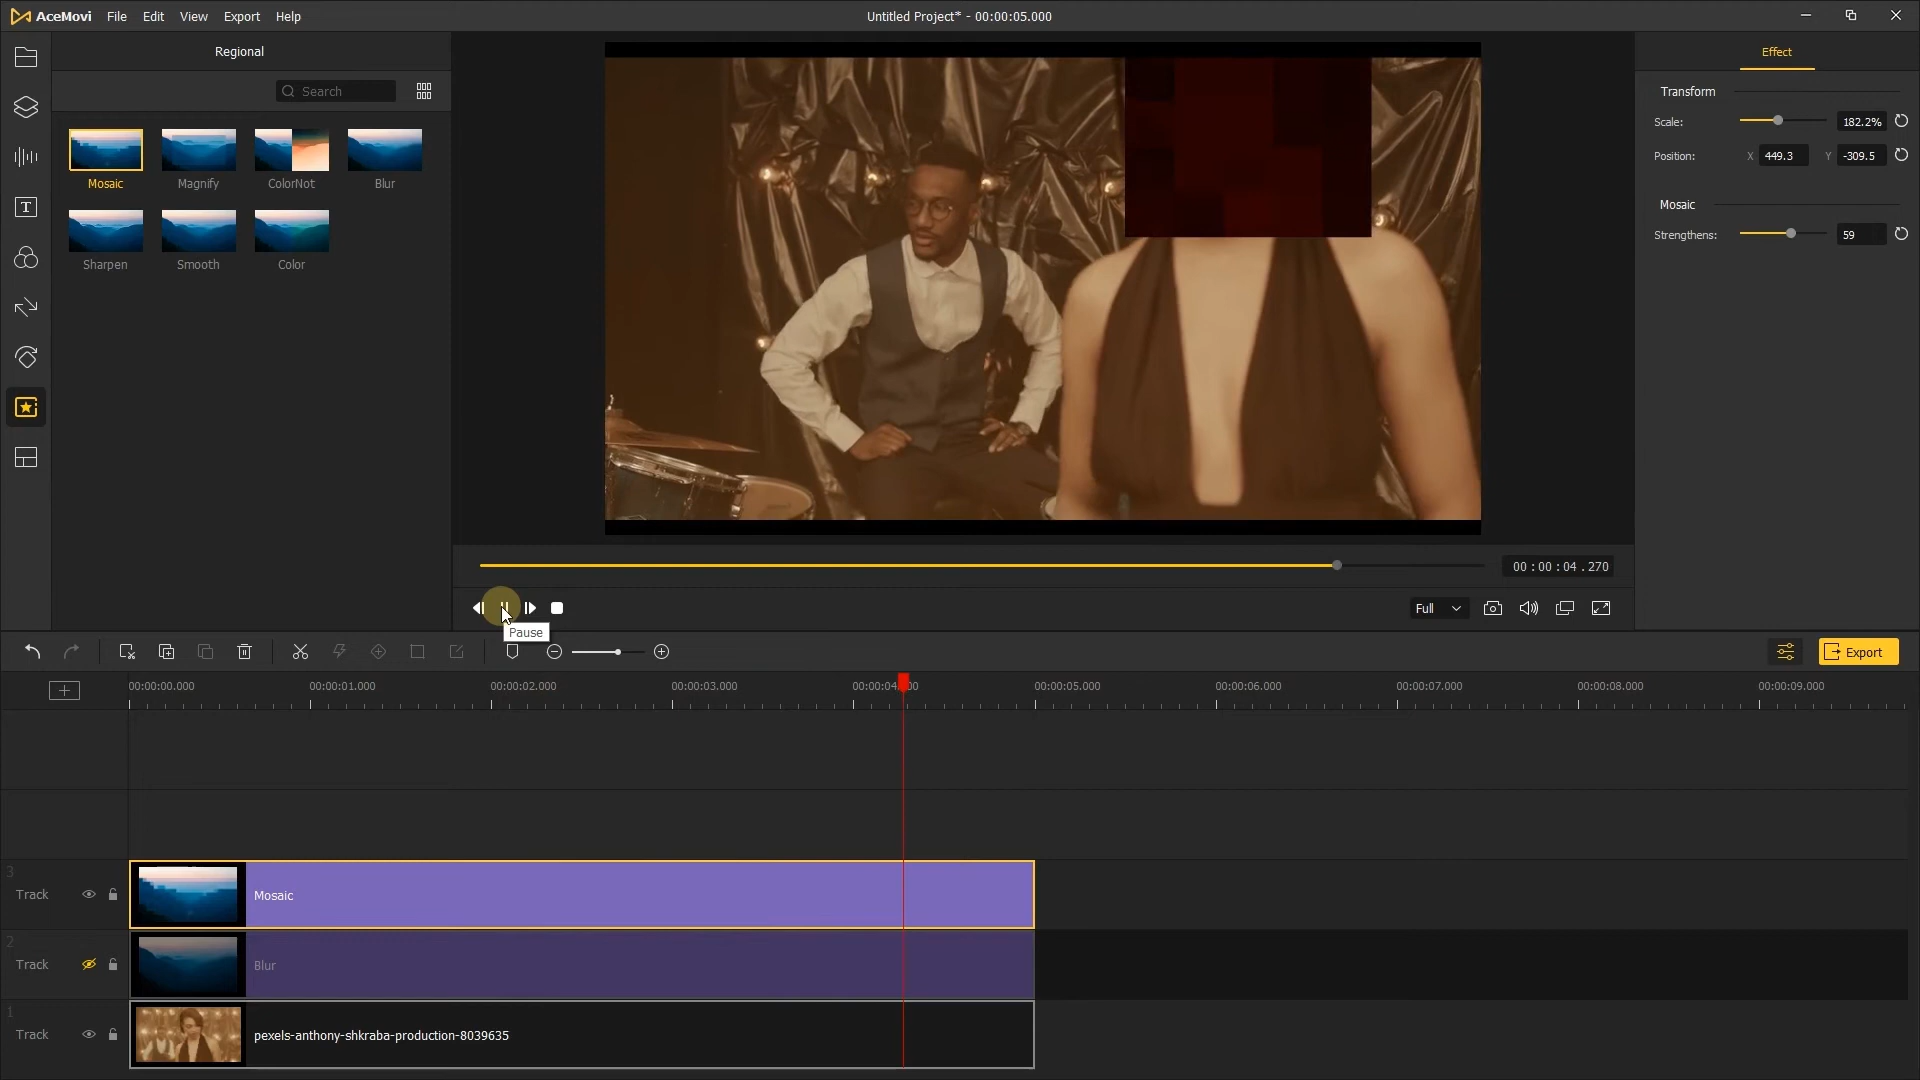 AceMovi File Edit View Export Help
Untitled Project* - 00:00:05.000
Regional
Search
Mosaic Magnify ColorNot Blur
Sharpen Smooth Color
Effect
Transform
Scale: 182.2%
Position: X 449.3 Y -309.5
Mosaic
Strengthens: 59
00 : 00 : 04 . 270
Full
Pause
Export
00:00:00.000 00:00:01.000 00:00:02.000 00:00:03.000 00:00:04. 00:00:05.000 00:00:06.000 00:00:07.000 00:00:08.000 00:00:09.000
3
Track Mosaic
2
Track Blur
1
Track pexels-anthony-shkraba-production-8039635